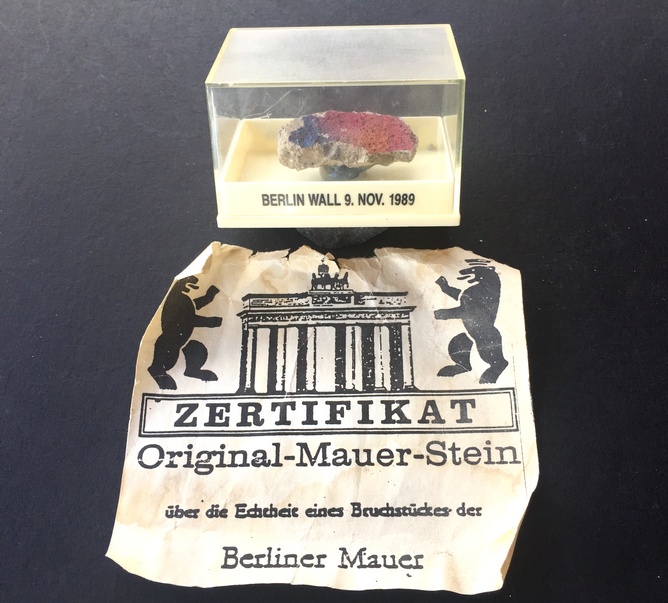 BERLIN WALL 9. NOV. 1989
ZERTIFIKAT
Original-Mauer-Stein
über die Echtheit eines Bruchstückes der
Berliner Mauer